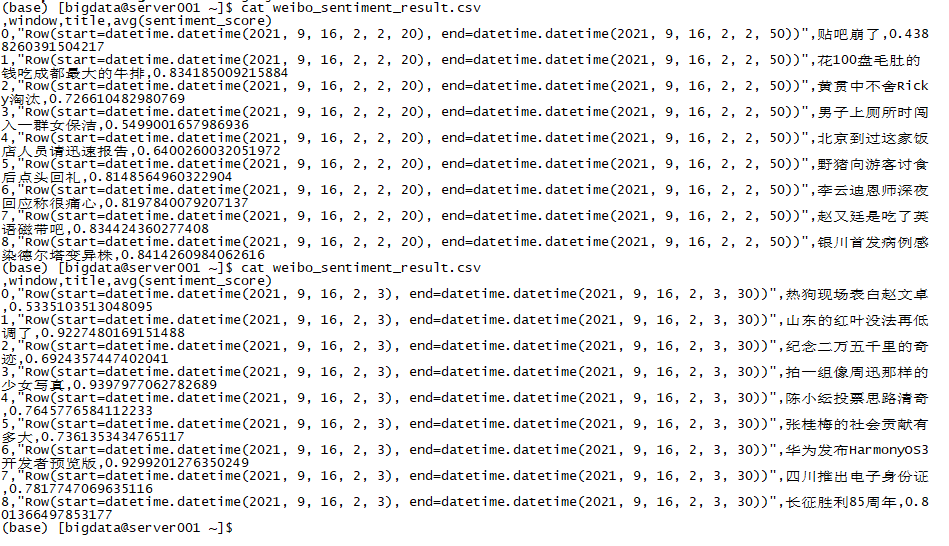 (base) [bigdata@server001 ~]$ cat weibo_sentiment_result.csv
,window,title,avg(sentiment_score)
0,"Row(start=datetime.datetime(2021, 9, 16, 2, 2, 20), end=datetime.datetime(2021, 9, 16, 2, 2, 50))",贴吧崩了,0.438
8260391504217
1,"Row(start=datetime.datetime(2021, 9, 16, 2, 2, 20), end=datetime.datetime(2021, 9, 16, 2, 2, 50))",花100盘毛肚的
钱吃成都最大的牛排,0.834185009215884
2,"Row(start=datetime.datetime(2021, 9, 16, 2, 2, 20), end=datetime.datetime(2021, 9, 16, 2, 2, 50))",黄贯中不舍Rick
y淘汰,0.726610482980769
3,"Row(start=datetime.datetime(2021, 9, 16, 2, 2, 20), end=datetime.datetime(2021, 9, 16, 2, 2, 50))",男子上厕所时闯
入一群女保洁,0.5499001657986936
4,"Row(start=datetime.datetime(2021, 9, 16, 2, 2, 20), end=datetime.datetime(2021, 9, 16, 2, 2, 50))",北京到过这家饭
店人员请迅速报告,0.6400260032051972
5,"Row(start=datetime.datetime(2021, 9, 16, 2, 2, 20), end=datetime.datetime(2021, 9, 16, 2, 2, 50))",野猪向游客讨食
后点头回礼,0.8148564960322904
6,"Row(start=datetime.datetime(2021, 9, 16, 2, 2, 20), end=datetime.datetime(2021, 9, 16, 2, 2, 50))",李云迪恩师深夜
回应称很痛心,0.8197840079207137
7,"Row(start=datetime.datetime(2021, 9, 16, 2, 2, 20), end=datetime.datetime(2021, 9, 16, 2, 2, 50))",赵又廷是吃了英
语磁带吧,0.834424360277408
8,"Row(start=datetime.datetime(2021, 9, 16, 2, 2, 20), end=datetime.datetime(2021, 9, 16, 2, 2, 50))",银川首发病例感
染德尔塔变异株,0.8414260984062616
(base) [bigdata@server001 ~]$ cat weibo_sentiment_result.csv
,window,title,avg(sentiment_score)
0,"Row(start=datetime.datetime(2021, 9, 16, 2, 3), end=datetime.datetime(2021, 9, 16, 2, 3, 30))",热狗现场表白赵文卓
,0.5335103513048095
1,"Row(start=datetime.datetime(2021, 9, 16, 2, 3), end=datetime.datetime(2021, 9, 16, 2, 3, 30))",山东的红叶没法再低
调了,0.9227480169151488
2,"Row(start=datetime.datetime(2021, 9, 16, 2, 3), end=datetime.datetime(2021, 9, 16, 2, 3, 30))",纪念二万五千里的奇
迹,0.6924357447402041
3,"Row(start=datetime.datetime(2021, 9, 16, 2, 3), end=datetime.datetime(2021, 9, 16, 2, 3, 30))",拍一组像周迅那样的
少女写真,0.9397977062782689
4,"Row(start=datetime.datetime(2021, 9, 16, 2, 3), end=datetime.datetime(2021, 9, 16, 2, 3, 30))",陈小纭投票思路清奇
,0.7645776584112233
5,"Row(start=datetime.datetime(2021, 9, 16, 2, 3), end=datetime.datetime(2021, 9, 16, 2, 3, 30))",张桂梅的社会贡献有
多大,0.7361353434765117
6,"Row(start=datetime.datetime(2021, 9, 16, 2, 3), end=datetime.datetime(2021, 9, 16, 2, 3, 30))",华为发布HarmonyOS3
开发者预览版,0.9299201276350249
7,"Row(start=datetime.datetime(2021, 9, 16, 2, 3), end=datetime.datetime(2021, 9, 16, 2, 3, 30))",四川推出电子身份证
,0.7817747069635116
8,"Row(start=datetime.datetime(2021, 9, 16, 2, 3), end=datetime.datetime(2021, 9, 16, 2, 3, 30))",长征胜利85周年,0.8
01366497853177
(base) [bigdata@server001 ~]$